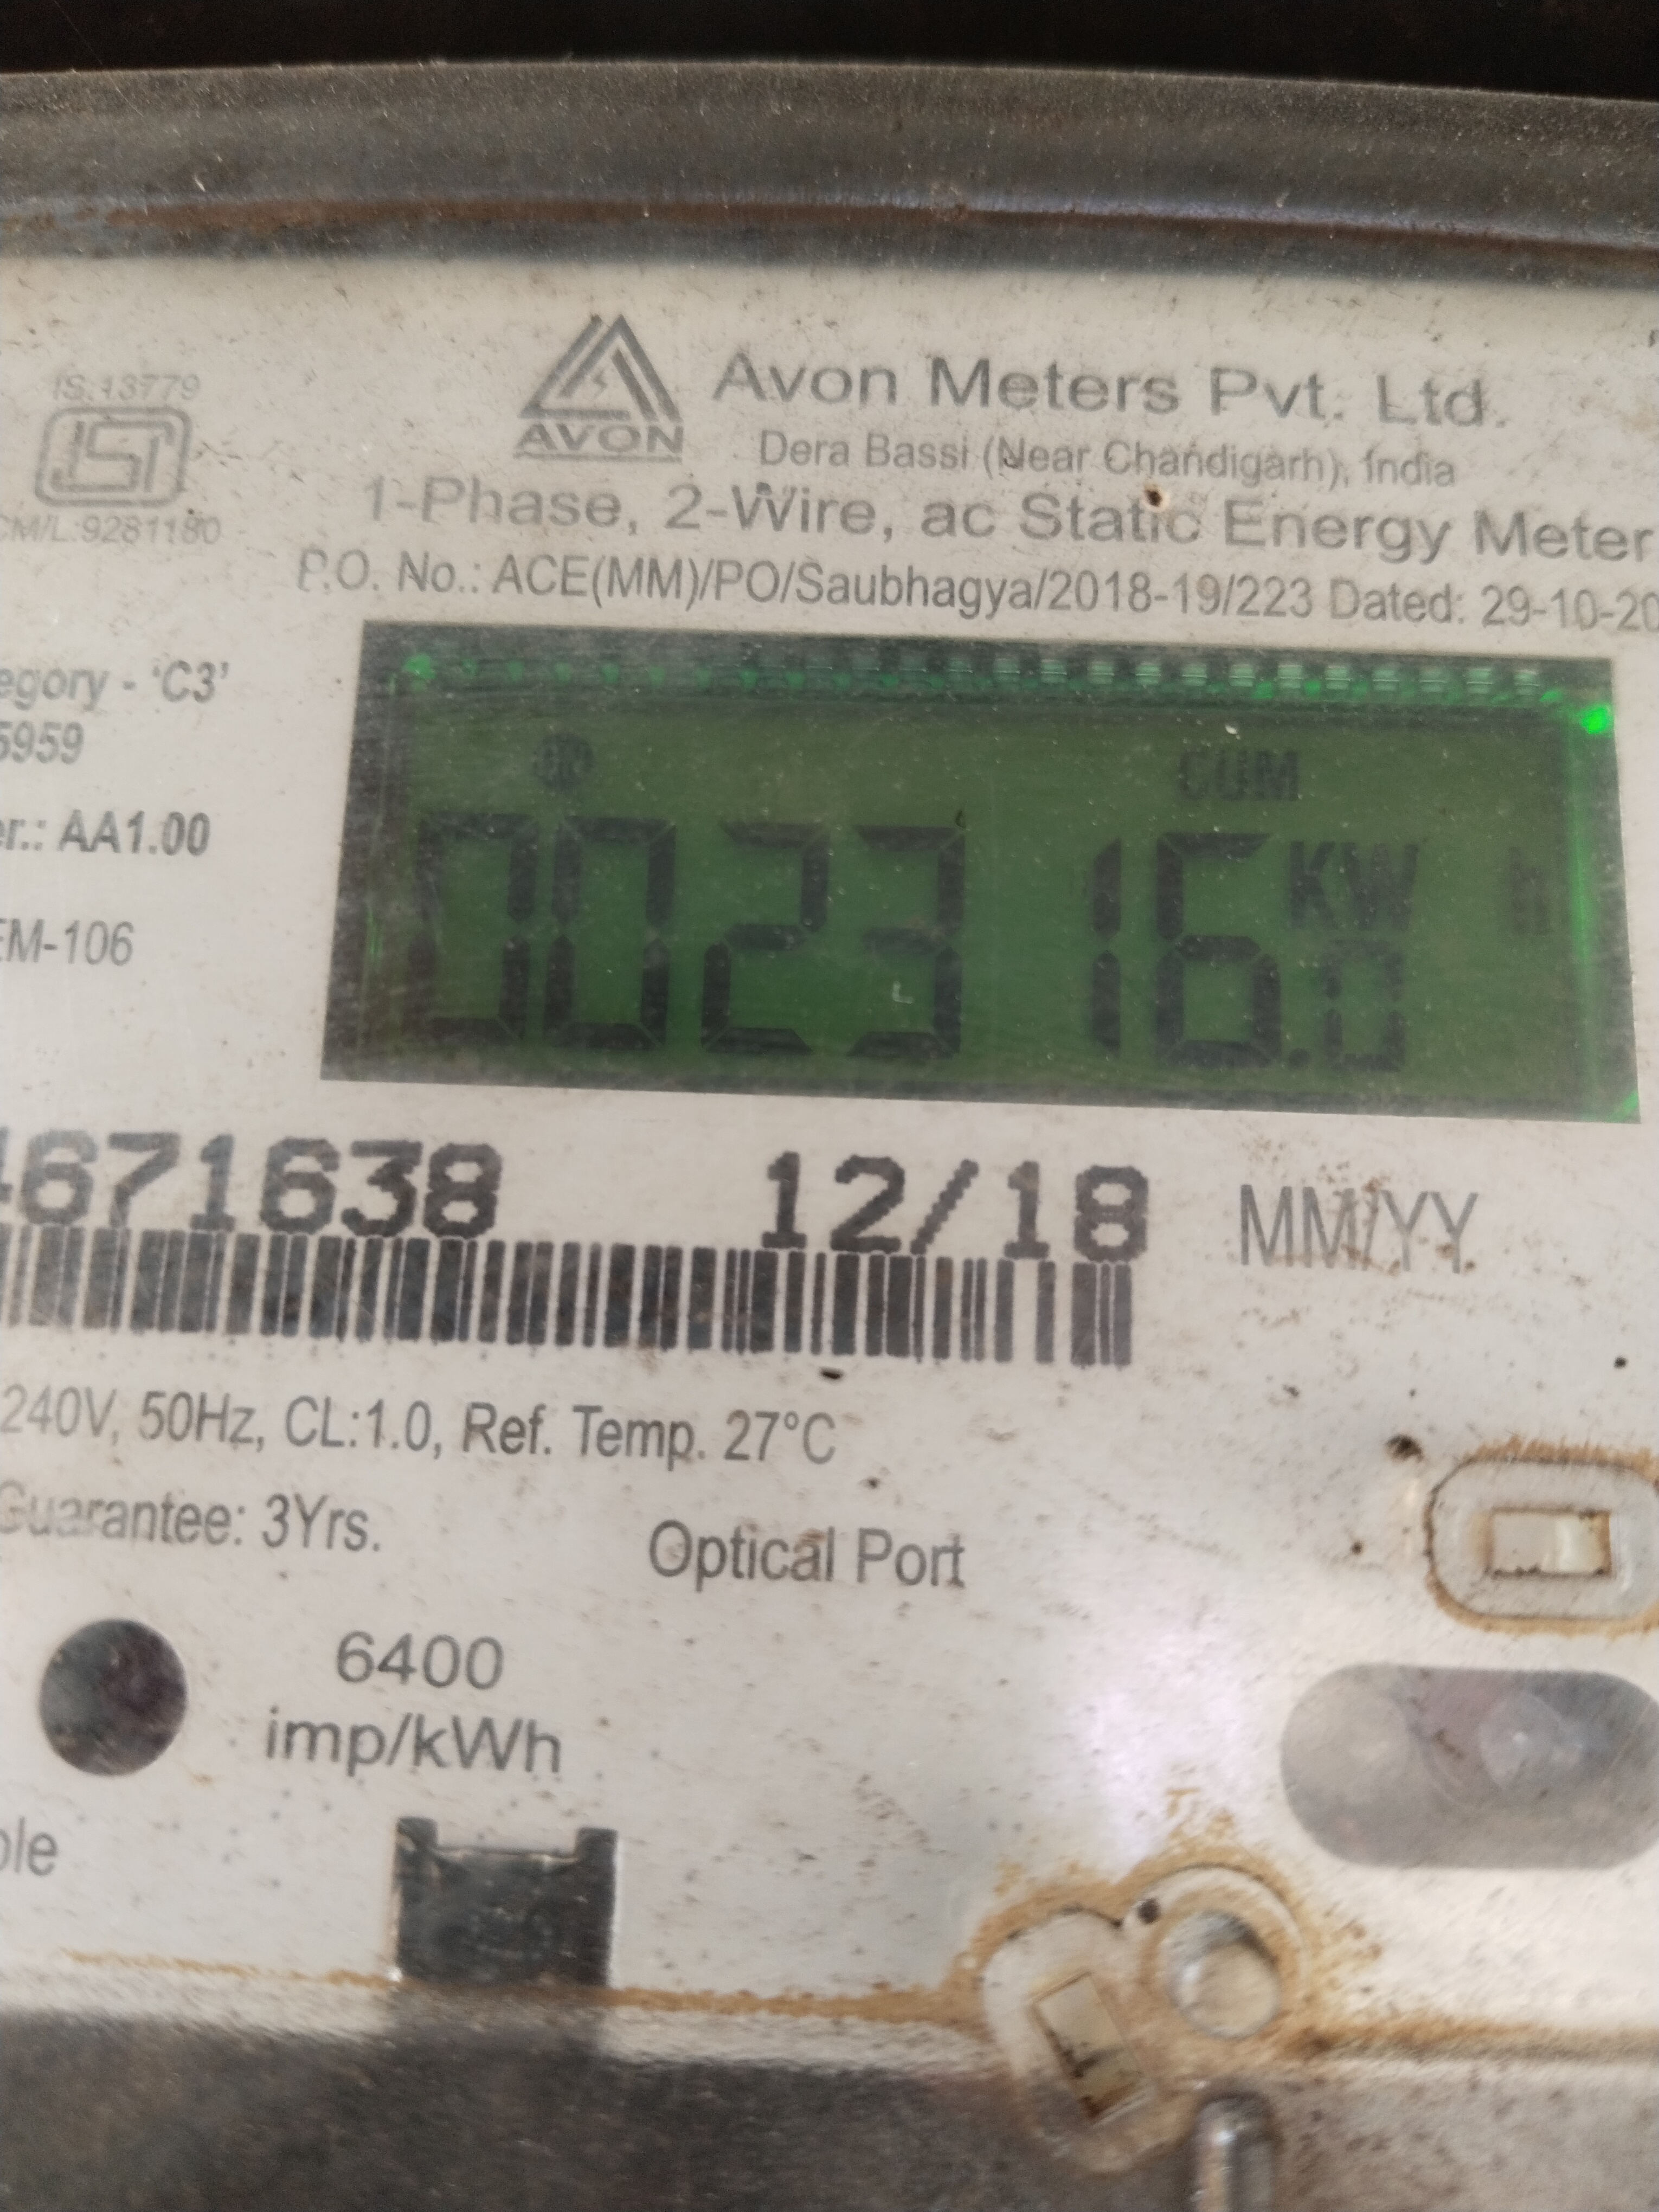 IS:13779
CM/L:9281180
AVON
Avon Meters Pvt. Ltd.
Dera Bassi (Near Chandigarh), India
1-Phase, 2-Wire, ac Static Energy Meter
P.O. No.: ACE(MM)/PO/Saubhagya/2018-19/223 Dated: 29-10-20
egory - 'C3'
5959
er.: AA1.00
EM-106
CUM
002316.0 KW h
4671638 12/18 MM/YY
240V, 50Hz, CL:1.0, Ref. Temp. 27°C
Guarantee: 3Yrs.
Optical Port
6400
imp/kWh
ole